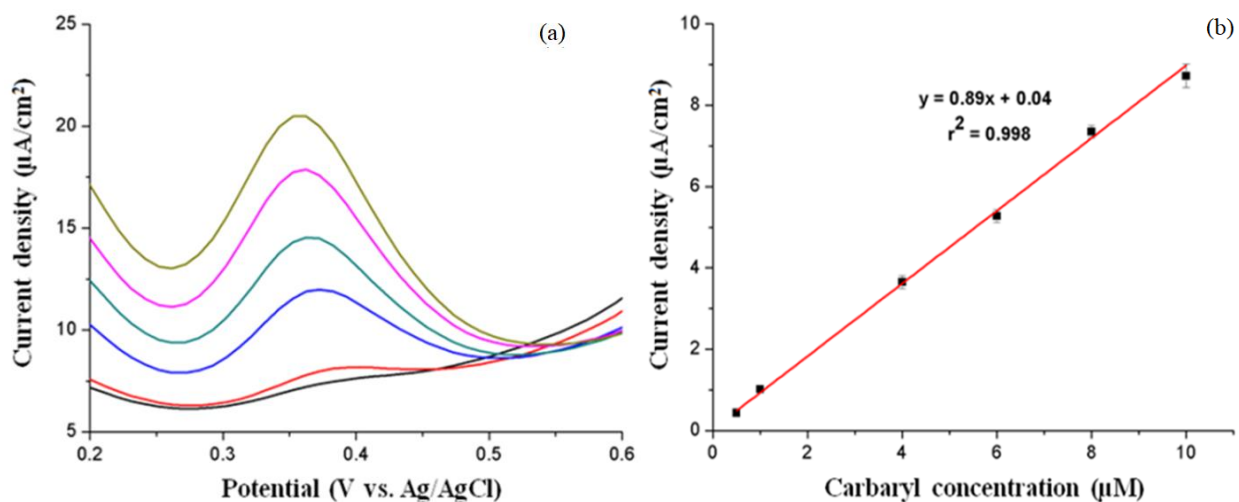 (a)
25
20
15
10
5
0.2 0.3 0.4 0.5 0.6
Current density (µA/cm²)
Potential (V vs. Ag/AgCl)
(b)
10
8
6
4
2
0
0 2 4 6 8 10
Current density (µA/cm²)
Carbaryl concentration (µM)
y = 0.89x + 0.04
r² = 0.998